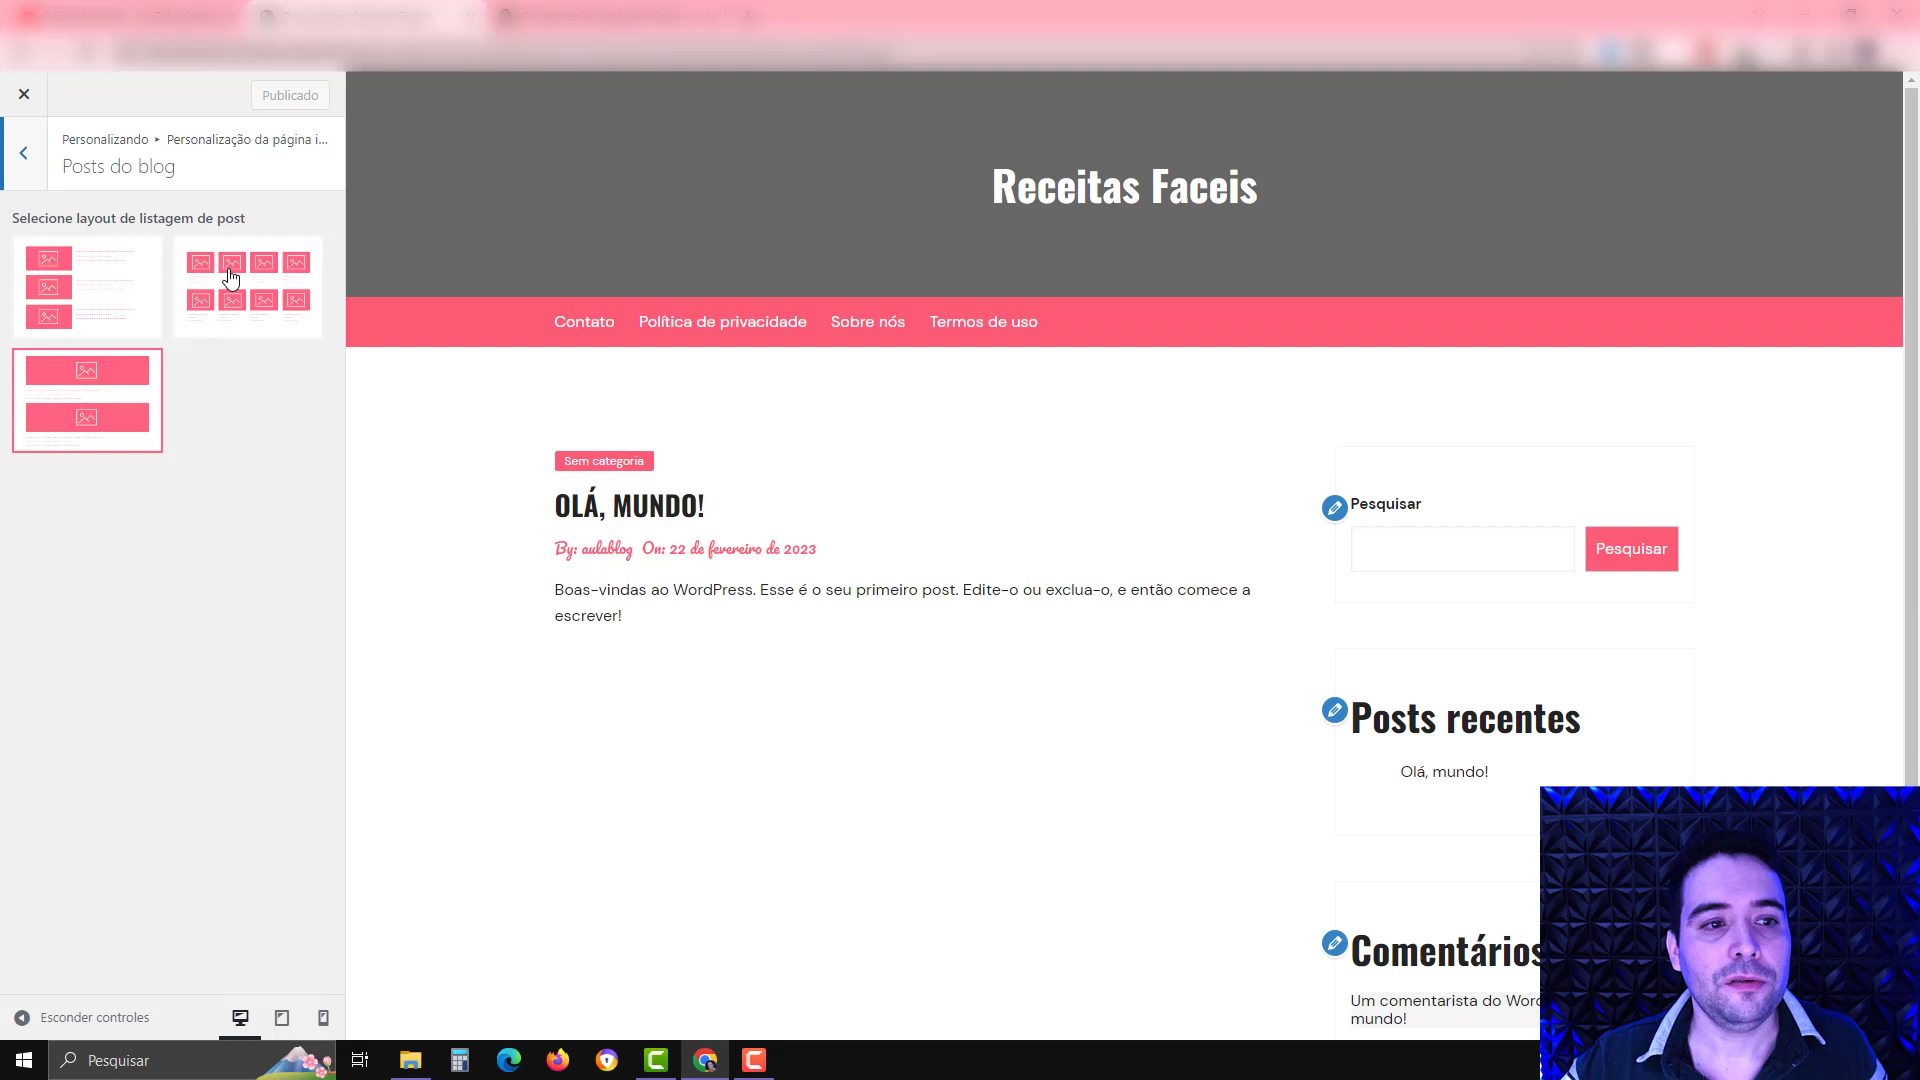 Publicado
Personalizando ▸ Personalização da página i...
Posts do blog
Selecione layout de listagem de post
Receitas Faceis
Contato Política de privacidade Sobre nós Termos de uso
Sem categoria
OLÁ, MUNDO!
By: aulablog On: 22 de fevereiro de 2023
Boas-vindas ao WordPress. Esse é o seu primeiro post. Edite-o ou exclua-o, e então comece a
escrever!
Pesquisar
Pesquisar
Posts recentes
Olá, mundo!
Comentários
Um comentarista do Word
mundo!
Esconder controles
Pesquisar